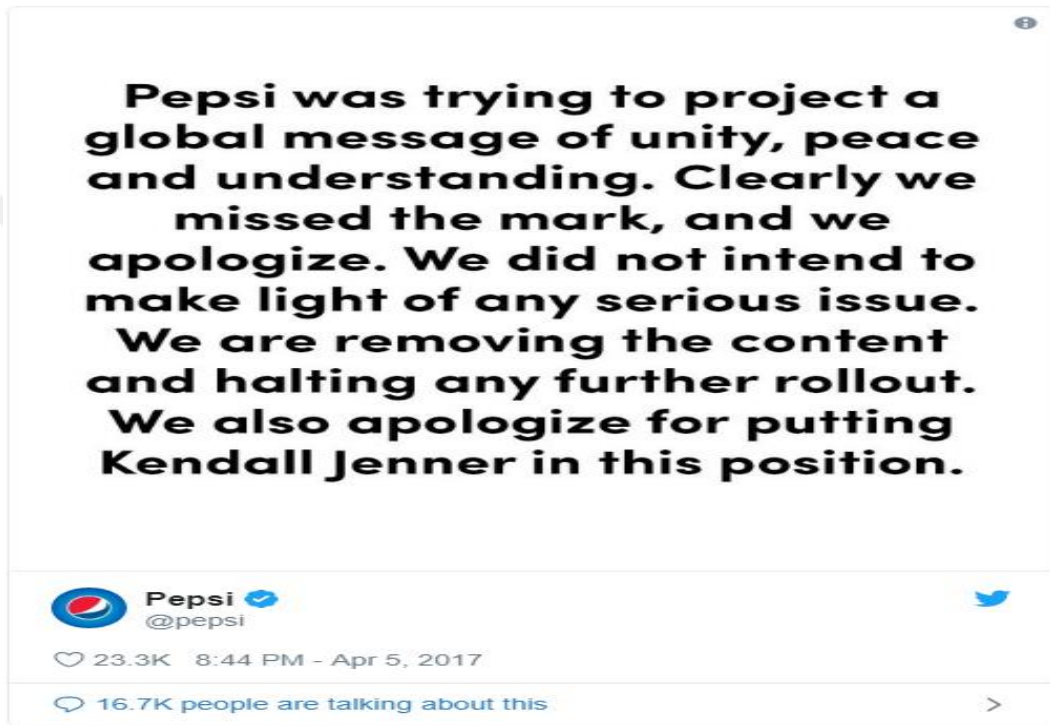 Pepsi was trying to project a
global message of unity, peace
and understanding. Clearly we
missed the mark, and we
apologize. We did not intend to
make light of any serious issue.
We are removing the content
and halting any further rollout.
We also apologize for putting
Kendall Jenner in this position.
Pepsi
@pepsi
23.3K 8:44 PM - Apr 5, 2017
16.7K people are talking about this